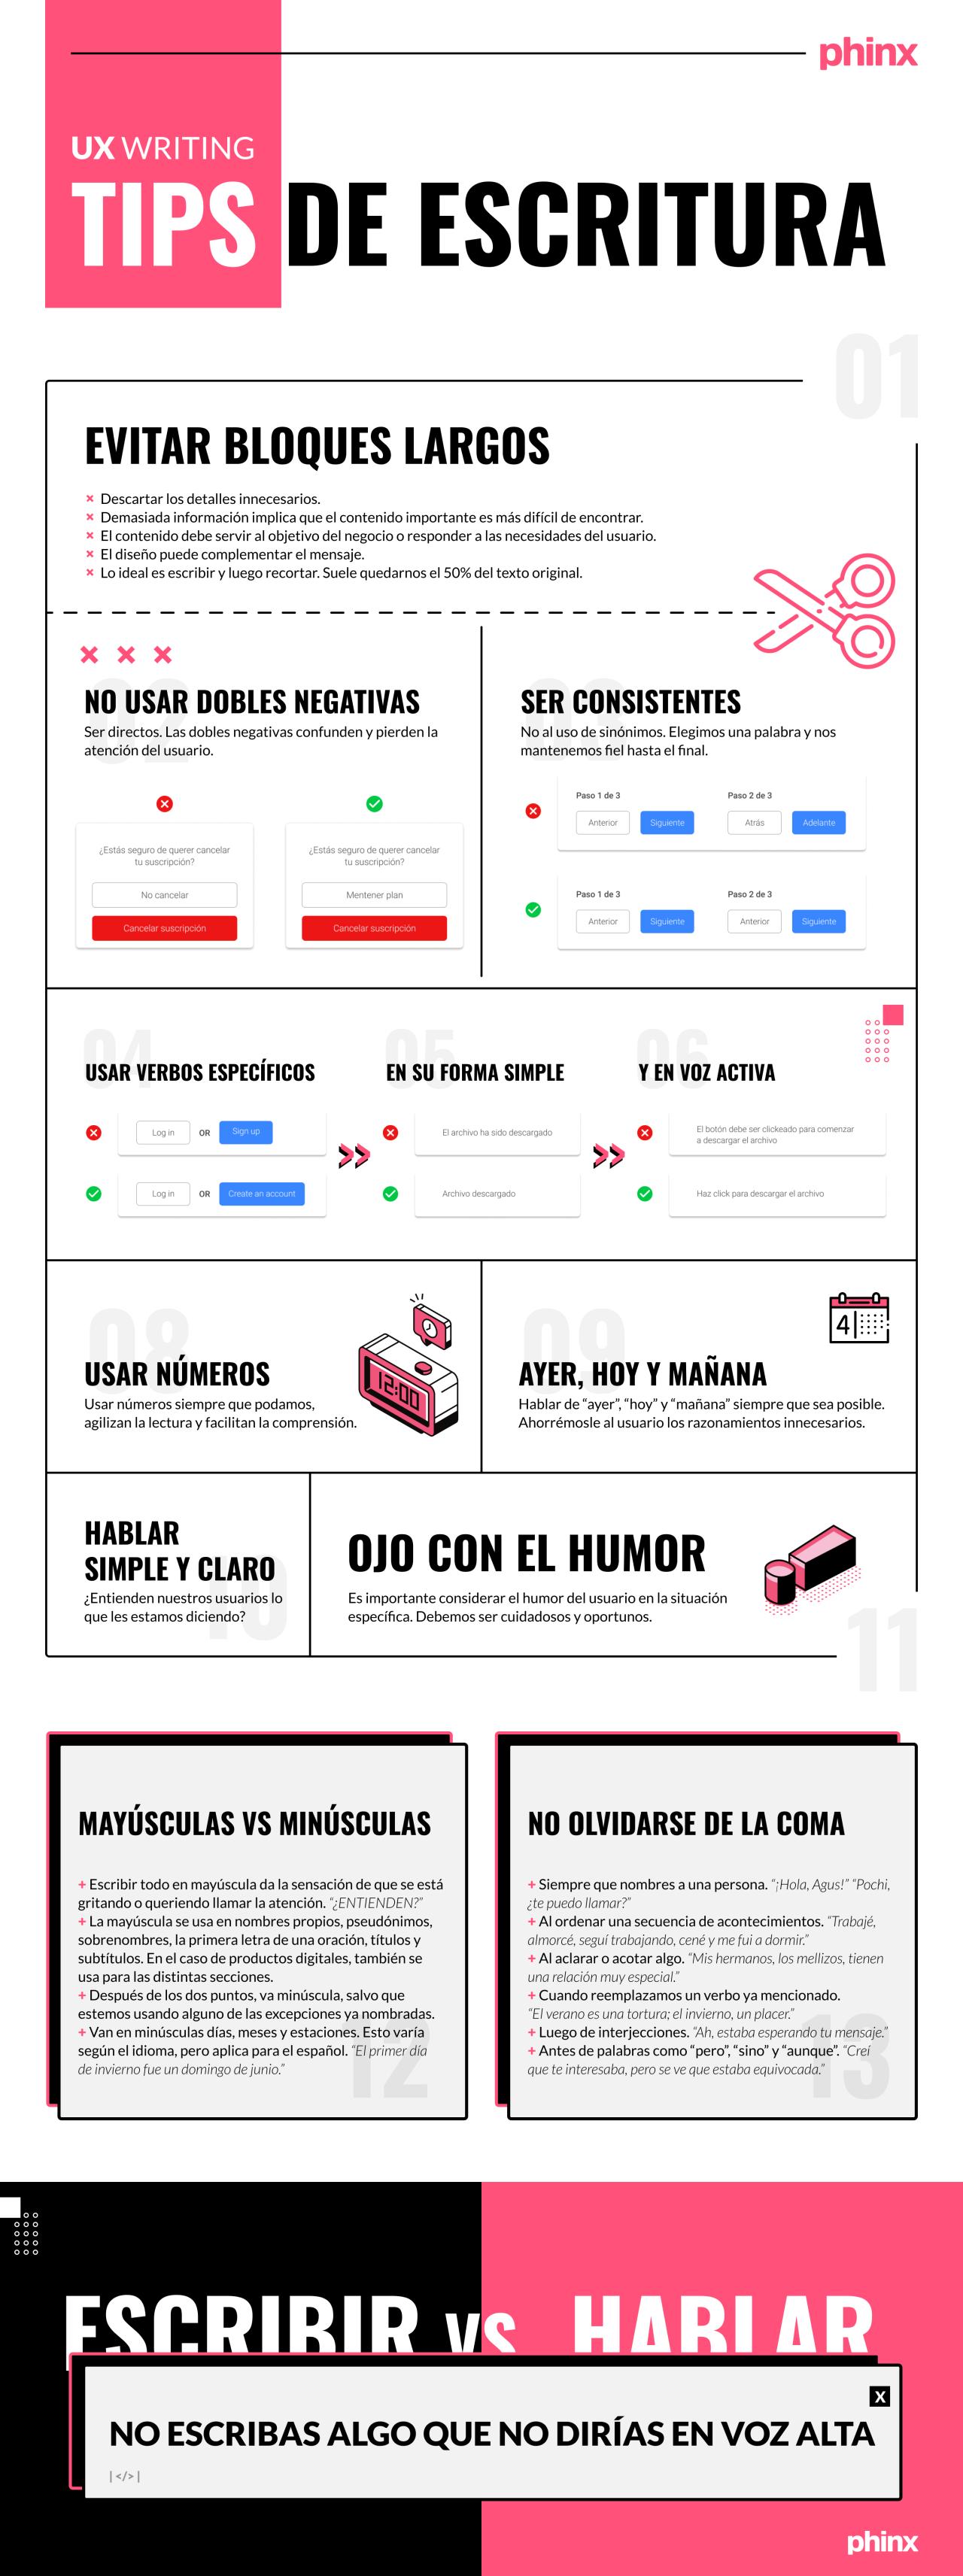 phinx
UX WRITING
TIPS DE ESCRITURA
01
EVITAR BLOQUES LARGOS
× Descartar los detalles innecesarios.
× Demasiada información implica que el contenido importante es más difícil de encontrar.
× El contenido debe servir al objetivo del negocio o responder a las necesidades del usuario.
× El diseño puede complementar el mensaje.
× Lo ideal es escribir y luego recortar. Suele quedarnos el 50% del texto original.
02
NO USAR DOBLES NEGATIVAS
Ser directos. Las dobles negativas confunden y pierden la
atención del usuario.
¿Estás seguro de querer cancelar
tu suscripción?
No cancelar
Cancelar suscripción
¿Estás seguro de querer cancelar
tu suscripción?
Mentener plan
Cancelar suscripción
03
SER CONSISTENTES
No al uso de sinónimos. Elegimos una palabra y nos
mantenemos fiel hasta el final.
Paso 1 de 3 Paso 2 de 3
Anterior Siguiente Atrás Adelante
Paso 1 de 3 Paso 2 de 3
Anterior Siguiente Anterior Siguiente
04
USAR VERBOS ESPECÍFICOS
Log in OR Sign up
Log in OR Create an account
05
EN SU FORMA SIMPLE
El archivo ha sido descargado
Archivo descargado
06
Y EN VOZ ACTIVA
El botón debe ser clickeado para comenzar
a descargar el archivo
Haz click para descargar el archivo
08
USAR NÚMEROS
Usar números siempre que podamos,
agilizan la lectura y facilitan la comprensión.
12:00
09
4
AYER, HOY Y MAÑANA
Hablar de “ayer”, “hoy” y “mañana” siempre que sea posible.
Ahorrémosle al usuario los razonamientos innecesarios.
HABLAR
SIMPLE Y CLARO
¿Entienden nuestros usuarios lo
que les estamos diciendo?
10
OJO CON EL HUMOR
Es importante considerar el humor del usuario en la situación
específica. Debemos ser cuidadosos y oportunos.
11
MAYÚSCULAS VS MINÚSCULAS
+ Escribir todo en mayúscula da la sensación de que se está
gritando o queriendo llamar la atención. “¿ENTIENDEN?”
+ La mayúscula se usa en nombres propios, pseudónimos,
sobrenombres, la primera letra de una oración, títulos y
subtítulos. En el caso de productos digitales, también se
usa para las distintas secciones.
+ Después de los dos puntos, va minúscula, salvo que
estemos usando alguno de las excepciones ya nombradas.
+ Van en minúsculas días, meses y estaciones. Esto varía
según el idioma, pero aplica para el español. “El primer día
de invierno fue un domingo de junio.”
12
NO OLVIDARSE DE LA COMA
+ Siempre que nombres a una persona. “¡Hola, Agus!” “Pochi,
¿te puedo llamar?”
+ Al ordenar una secuencia de acontecimientos. “Trabajé,
almorcé, seguí trabajando, cené y me fui a dormir.”
+ Al aclarar o acotar algo. “Mis hermanos, los mellizos, tienen
una relación muy especial.”
+ Cuando reemplazamos un verbo ya mencionado.
“El verano es una tortura; el invierno, un placer.”
+ Luego de interjecciones. “Ah, estaba esperando tu mensaje.”
+ Antes de palabras como “pero”, “sino” y “aunque”. “Creí
que te interesaba, pero se ve que estaba equivocada.”
13
ESCRIBIR VS HABLAR
X
NO ESCRIBAS ALGO QUE NO DIRÍAS EN VOZ ALTA
| </> |
phinx